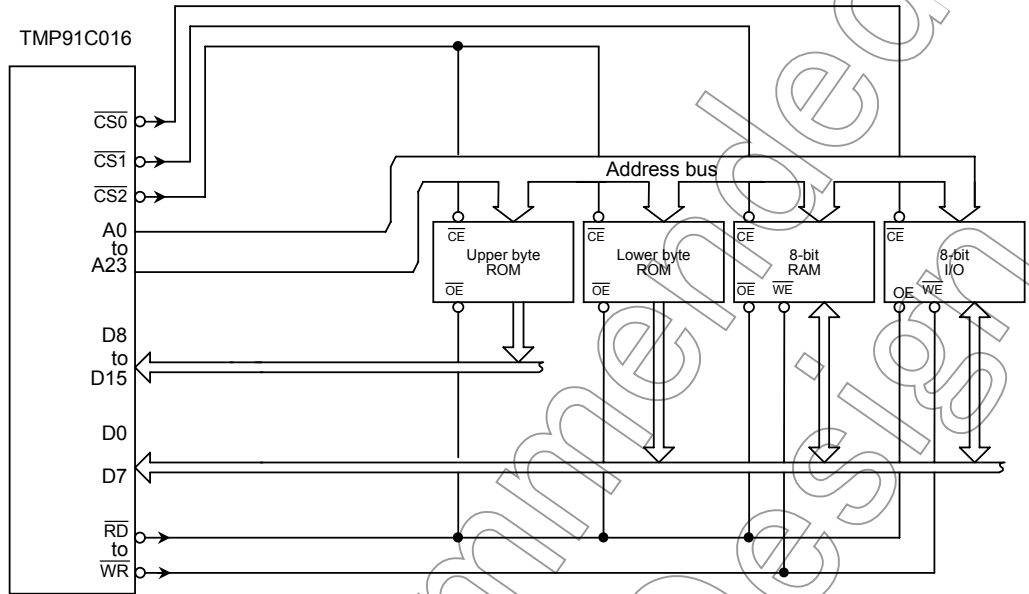 TMP91C016
CS0
CS1
CS2
A0
to
A23
D8
to
D15
D0
D7
RD
to
WR
Address bus
CE
Upper byte
ROM
OE
CE
Lower byte
ROM
OE
CE
8-bit
RAM
OE
WE
CE
8-bit
I/O
OE
WE